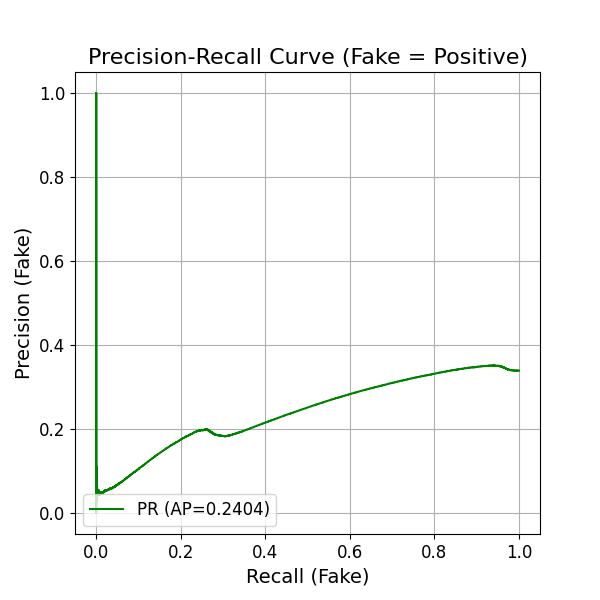 Precision-Recall Curve (Fake = Positive)
1.0
0.8
0.6
0.4
0.2
0.0
Precision (Fake)
PR (AP=0.2404)
0.0 0.2 0.4 0.6 0.8 1.0
Recall (Fake)